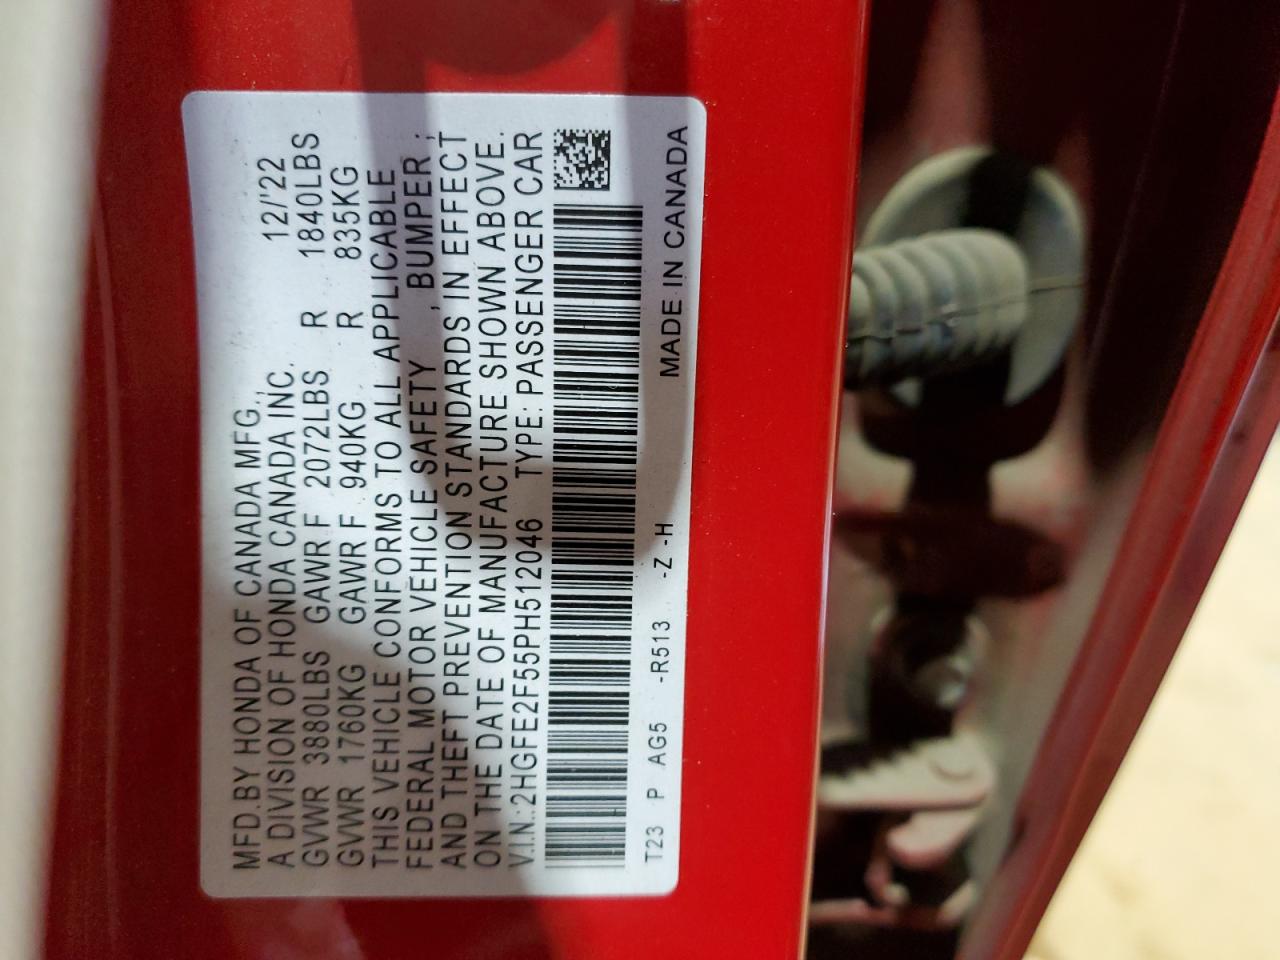 MFD.BY HONDA OF CANADA MFG.,
A DIVISION OF HONDA CANADA INC. 12/'22
GVWR 3880LBS GAWR F 2072LBS R 1840LBS
GVWR 1760KG GAWR F 940KG R 835KG
THIS VEHICLE CONFORMS TO ALL APPLICABLE
FEDERAL MOTOR VEHICLE SAFETY , BUMPER ,
AND THEFT PREVENTION STANDARDS IN EFFECT
ON THE DATE OF MANUFACTURE SHOWN ABOVE.
V.I.N.:2HGFE2F55PH512046 TYPE: PASSENGER CAR
T23 P AG5 -R513 -Z -H MADE IN CANADA